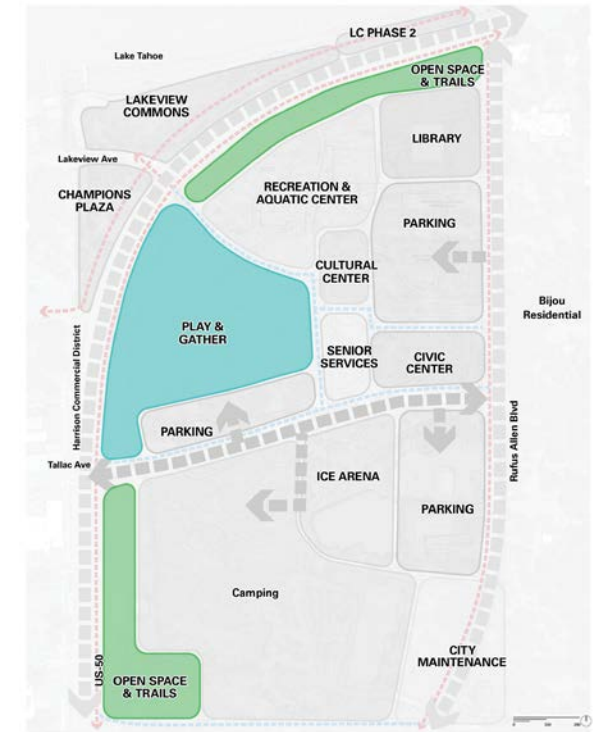 LC PHASE 2
Lake Tahoe
OPEN SPACE
& TRAILS
LAKEVIEW
COMMONS
LIBRARY
Lakeview Ave
RECREATION &
AQUATIC CENTER
CHAMPIONS
PLAZA
PARKING
CULTURAL
CENTER
Bijou
Residential
PLAY &
GATHER
SENIOR
SERVICES
CIVIC
CENTER
Harrison Commercial District
PARKING
Rufus Allen Blvd
Tallac Ave
ICE ARENA
PARKING
Camping
CITY
MAINTENANCE
US-50
OPEN SPACE
& TRAILS